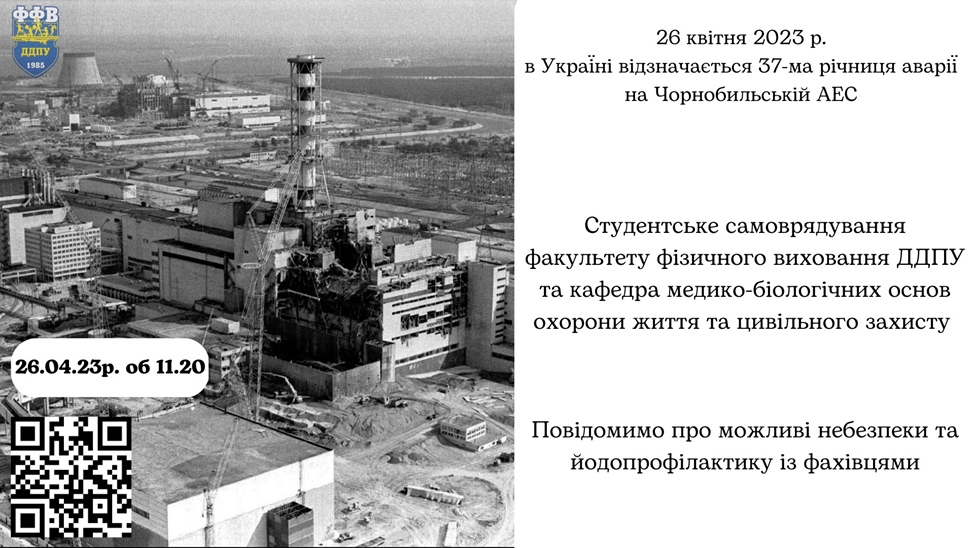 ФФВ
ДДПУ
1985
26.04.23р. об 11.20
26 квітня 2023 р.
в Україні відзначається 37-ма річниця аварії
на Чорнобильській АЕС
Студентське самоврядування
факультету фізичного виховання ДДПУ
та кафедра медико-біологічних основ
охорони життя та цивільного захисту
Повідомимо про можливі небезпеки та
йодопрофілактику із фахівцями